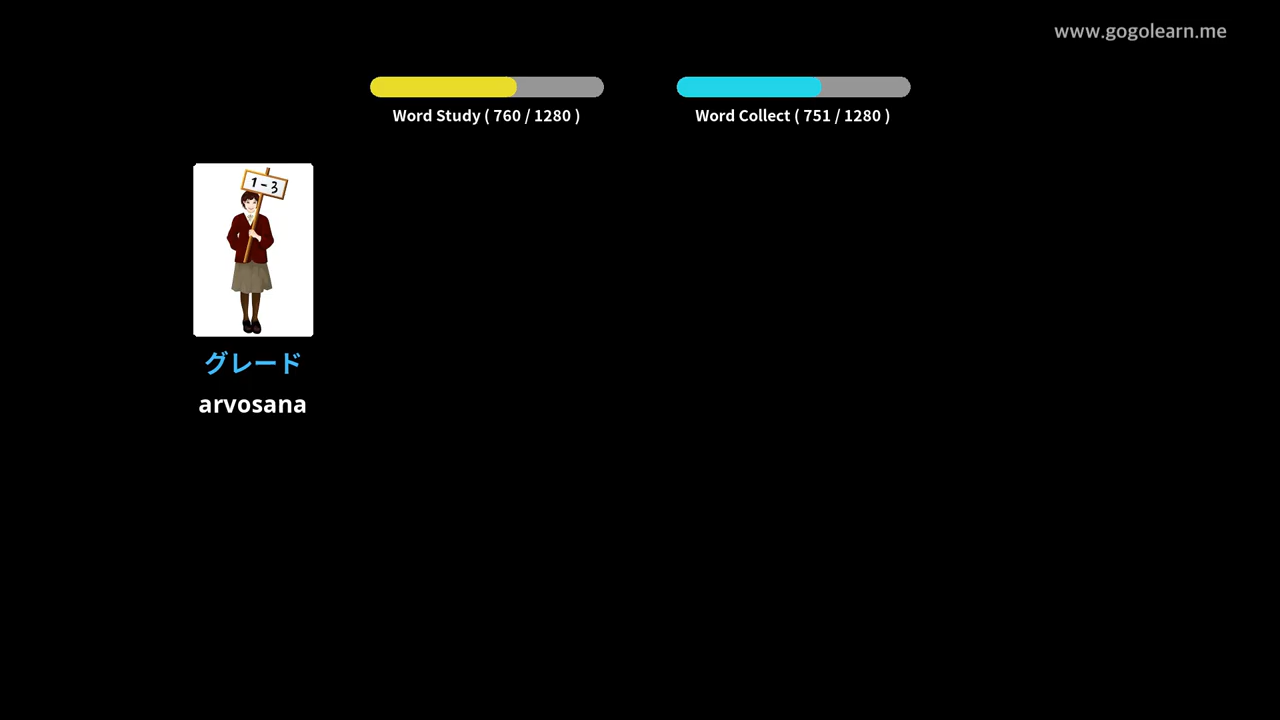 www.gogolearn.me
Word Study ( 760 / 1280 )
Word Collect ( 751 / 1280 )
1-3
グレード
arvosana